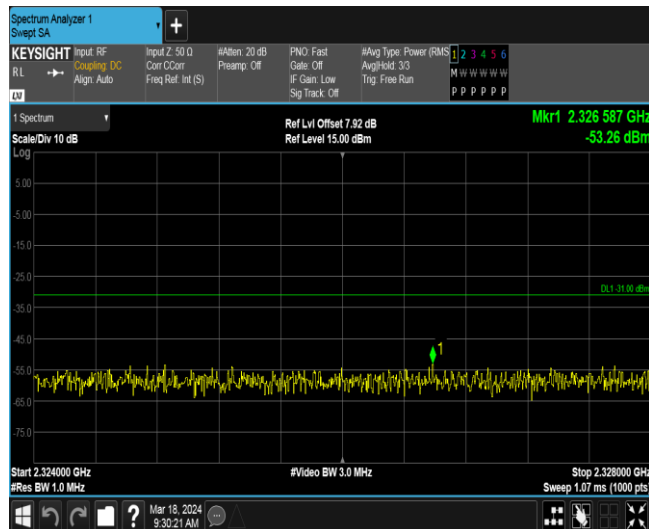 Spectrum Analyzer 1
Swept SA
+
KEYSIGHT
RL
LXI
Input: RF
Coupling: DC
Align: Auto
Input Z: 50 Ω
Corr CCorr
Freq Ref: Int (S)
#Atten: 20 dB
Preamp: Off
PNO: Fast
Gate: Off
IF Gain: Low
Sig Track: Off
#Avg Type: Power (RMS
Avg|Hold: 3/3
Trig: Free Run
1 2 3 4 5 6
M W W W W W
P P P P P P
1 Spectrum
Scale/Div 10 dB
Log
Ref Lvl Offset 7.92 dB
Ref Level 15.00 dBm
Mkr1 2.326 587 GHz
-53.26 dBm
5.00
-5.00
-15.0
-25.0
DL1 -31.00 dBm
-35.0
-45.0
1
-55.0
-65.0
-75.0
Start 2.324000 GHz
#Res BW 1.0 MHz
#Video BW 3.0 MHz
Stop 2.328000 GHz
Sweep 1.07 ms (1000 pts)
?
Mar 18, 2024
9:30:21 AM